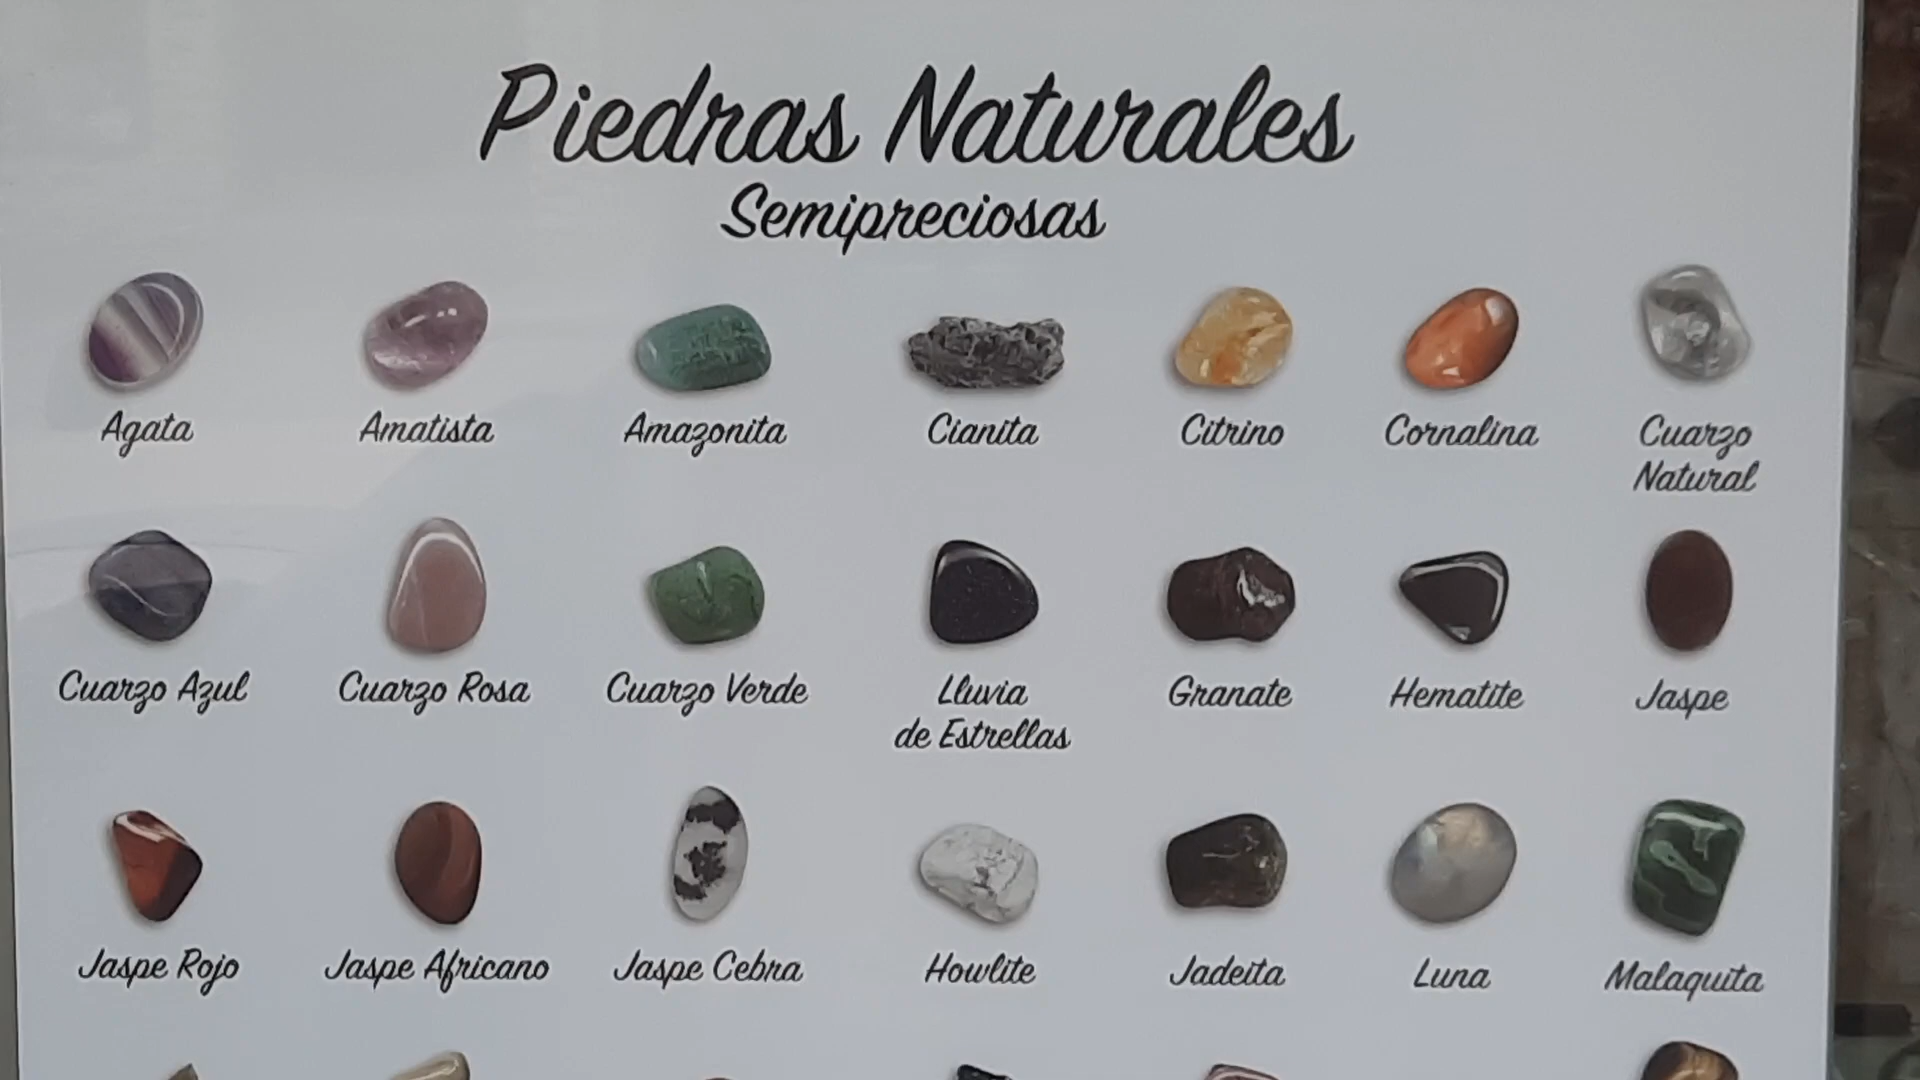 Piedras Naturales
Semipreciosas
Agata Amatista Amazonita Cianita Citrino Cornalina Cuarzo
Natural
Cuarzo Azul Cuarzo Rosa Cuarzo Verde Lluvia Granate Hematite Jaspe
de Estrellas
Jaspe Rojo Jaspe Africano Jaspe Cebra Howlite Jadeita Luna Malaquita